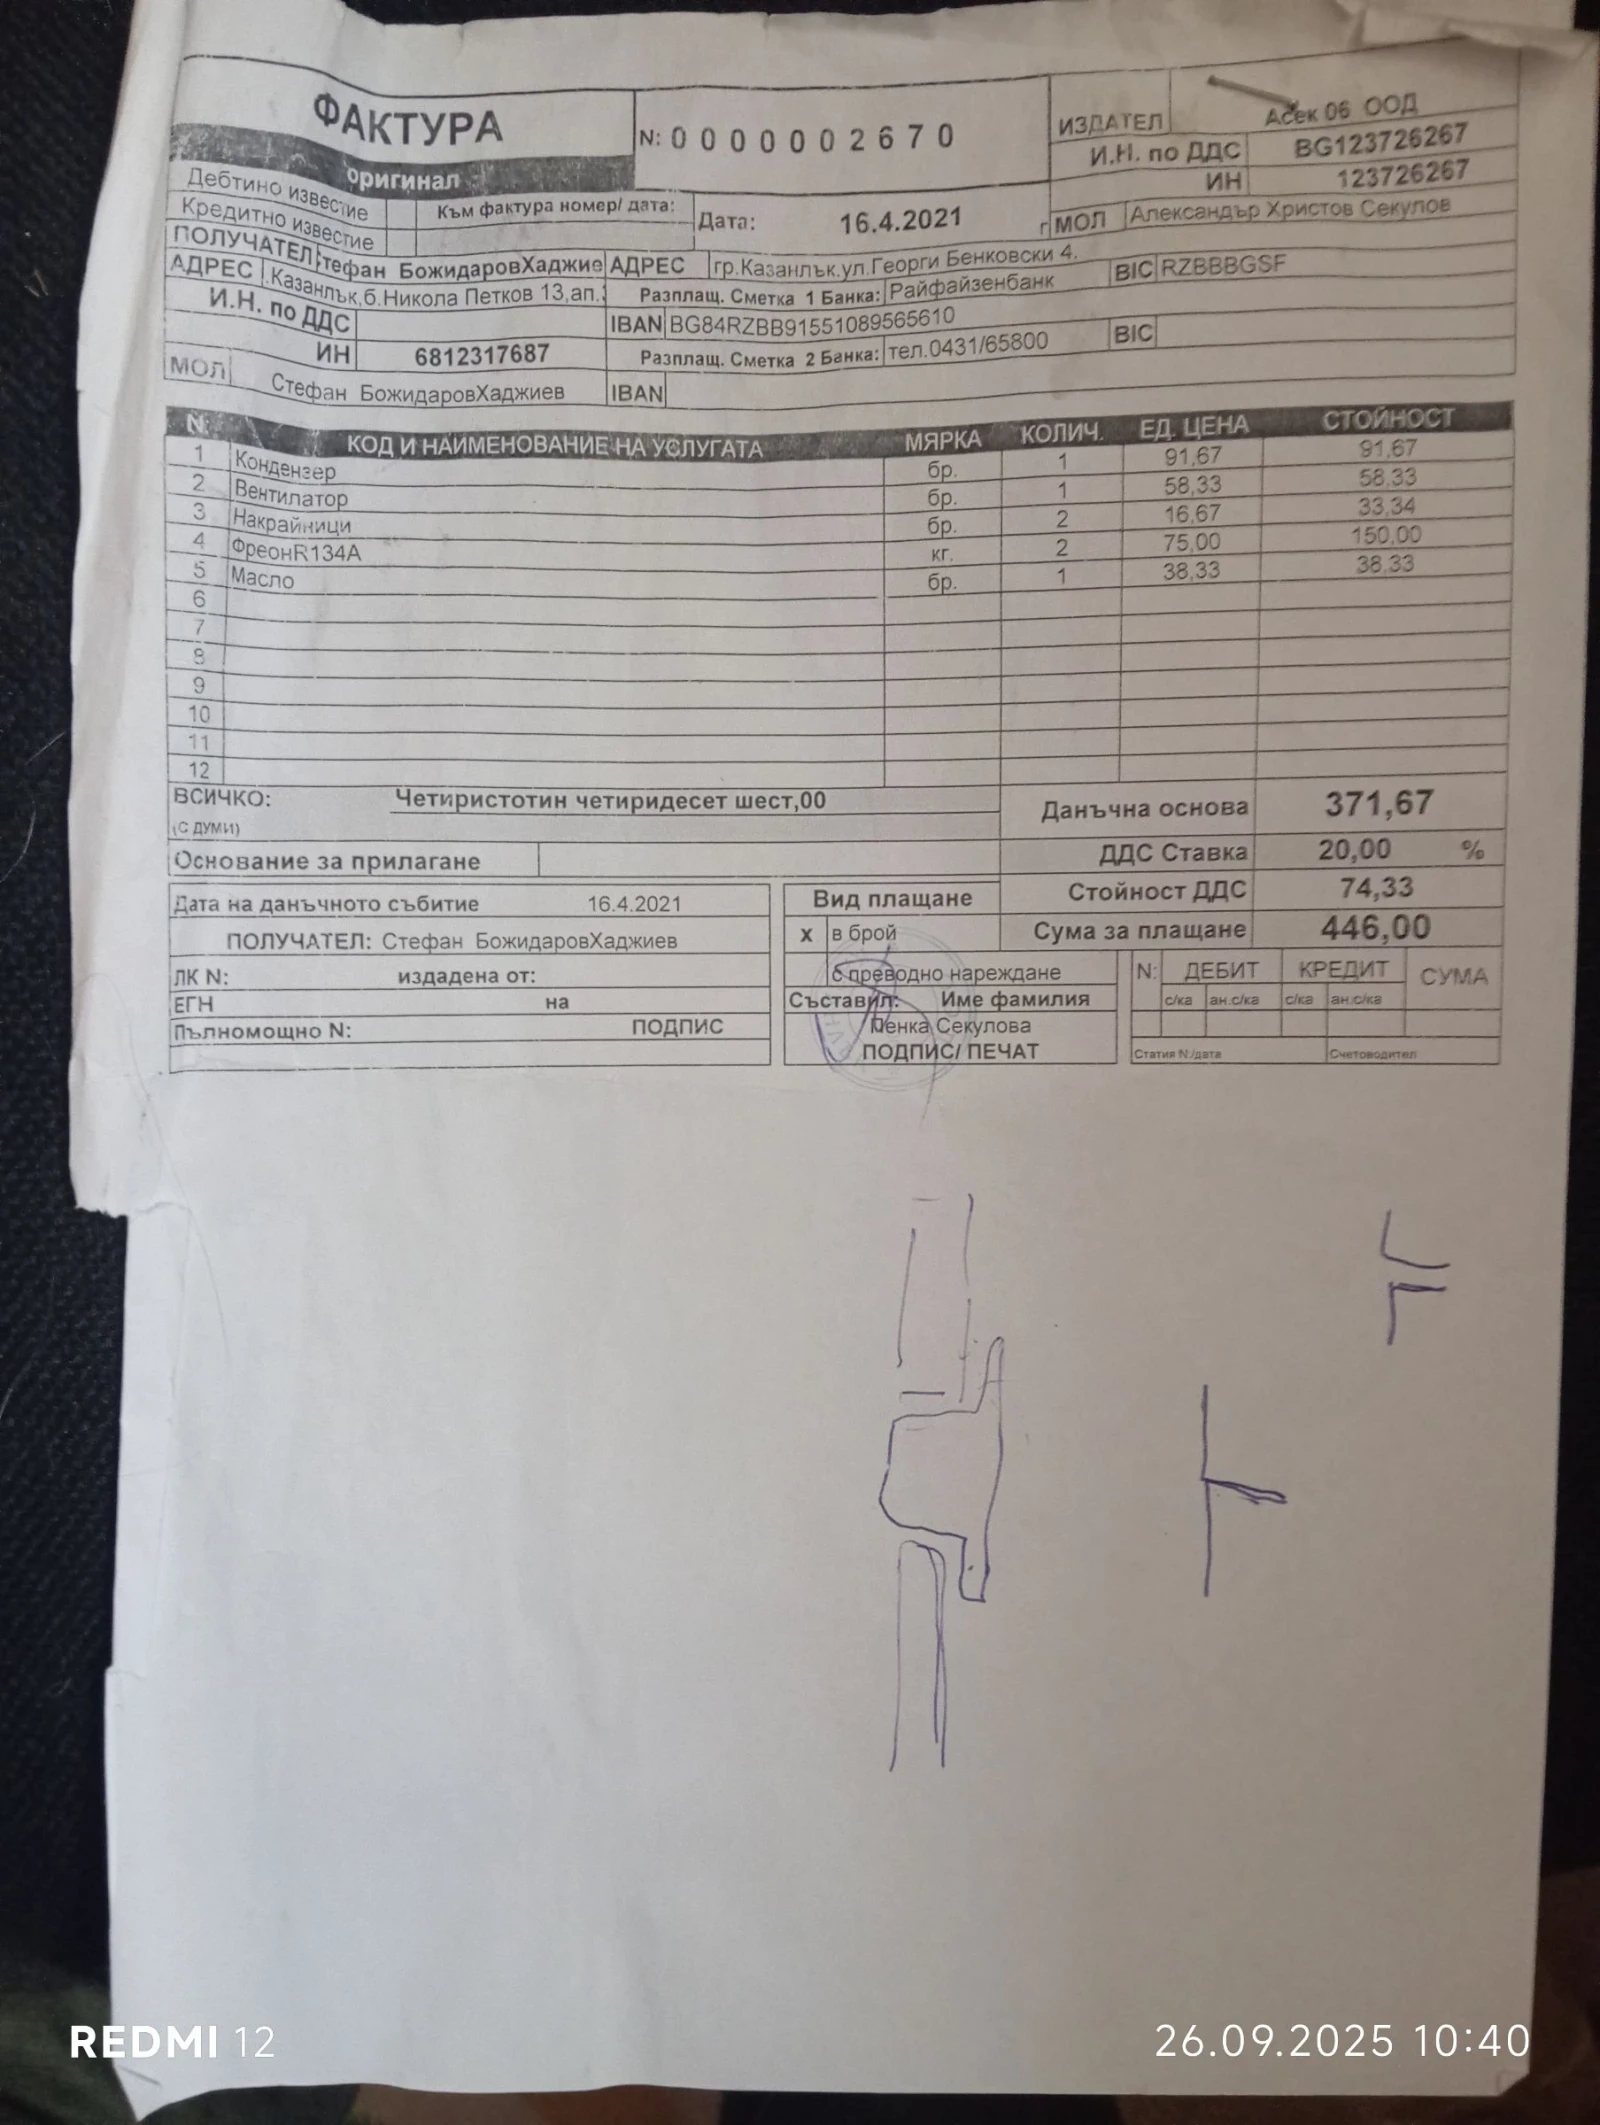 ФАКТУРА
N: 0000002670
ИЗДАТЕЛ Асек 06 ООД
И.Н. по ДДС BG123726267
оригинал
ИН 123726267
Дебтино известие
Към фактура номер/ дата:
Дата: 16.4.2021 г
МОЛ Александър Христов Секулов
Кредитно известие
ПОЛУЧАТЕЛ Стефан БожидаровХаджие
АДРЕС гр.Казанлък.ул.Георги Бенковски 4.
АДРЕС .Казанлък,б.Никола Петков 13,ап.
Разплащ. Сметка 1 Банка: Райфайзенбанк
BIC RZBBBGSF
И.Н. по ДДС
IBAN BG84RZBB91551089565610
ИН 6812317687
Разплащ. Сметка 2 Банка: тел.0431/65800
BIC
МОЛ Стефан БожидаровХаджиев
IBAN
N: КОД И НАИМЕНОВАНИЕ НА УСЛУГАТА МЯРКА КОЛИЧ. ЕД. ЦЕНА СТОЙНОСТ
1 Кондензер бр. 1 91,67 91,67
2 Вентилатор бр. 1 58,33 58,33
3 Накрайници бр. 2 16,67 33,34
4 ФреонR134A кг. 2 75,00 150,00
5 Масло бр. 1 38,33 38,33
6
7
8
9
10
11
12
ВСИЧКО: Четиристотин четиридесет шест,00
(С ДУМИ)
Данъчна основа 371,67
Основание за прилагане
ДДС Ставка 20,00 %
Стойност ДДС 74,33
Сума за плащане 446,00
Дата на данъчното събитие 16.4.2021
Вид плащане
ПОЛУЧАТЕЛ: Стефан БожидаровХаджиев
x в брой
ЛК N: издадена от:
с преводно нареждане
N: ДЕБИТ КРЕДИТ СУМА
ЕГН на
Съставил: Име фамилия
с/ка ан.с/ка с/ка ан.с/ка
Пълномощно N: ПОДПИС
Пенка Секулова
ПОДПИС/ ПЕЧАТ
Статия N:/дата Счетоводител
REDMI 12
26.09.2025 10:40